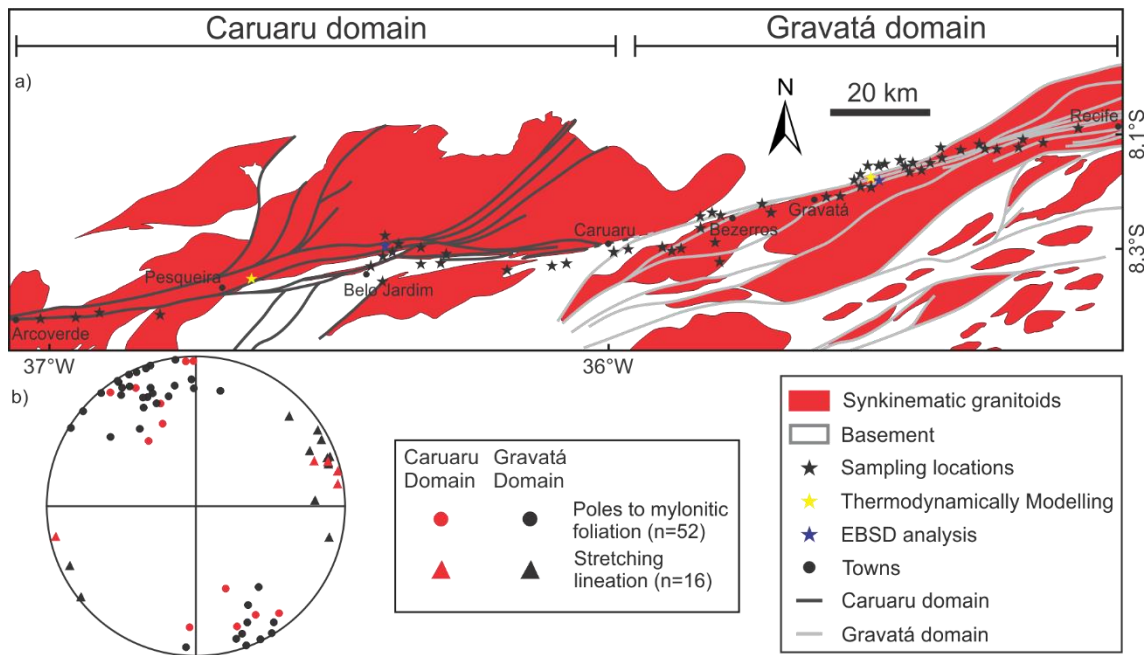 Caruaru domain
Gravatá domain
a)
N
20 km
Recife
8.1°S
Gravatá
Bezerros
Caruaru
8.3°S
Pesqueira
Belo Jardim
Arcoverde
37°W
36°W
b)
Caruaru Gravatá
Domain Domain
Poles to mylonitic
foliation (n=52)
Stretching
lineation (n=16)
Synkinematic granitoids
Basement
Sampling locations
Thermodynamically Modelling
EBSD analysis
Towns
Caruaru domain
Gravatá domain